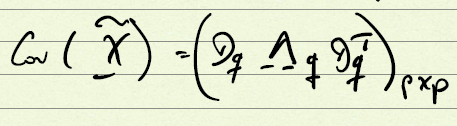 Cov ( X̃ ) = ( D_q Λ_q D_q^T )_{p×p}